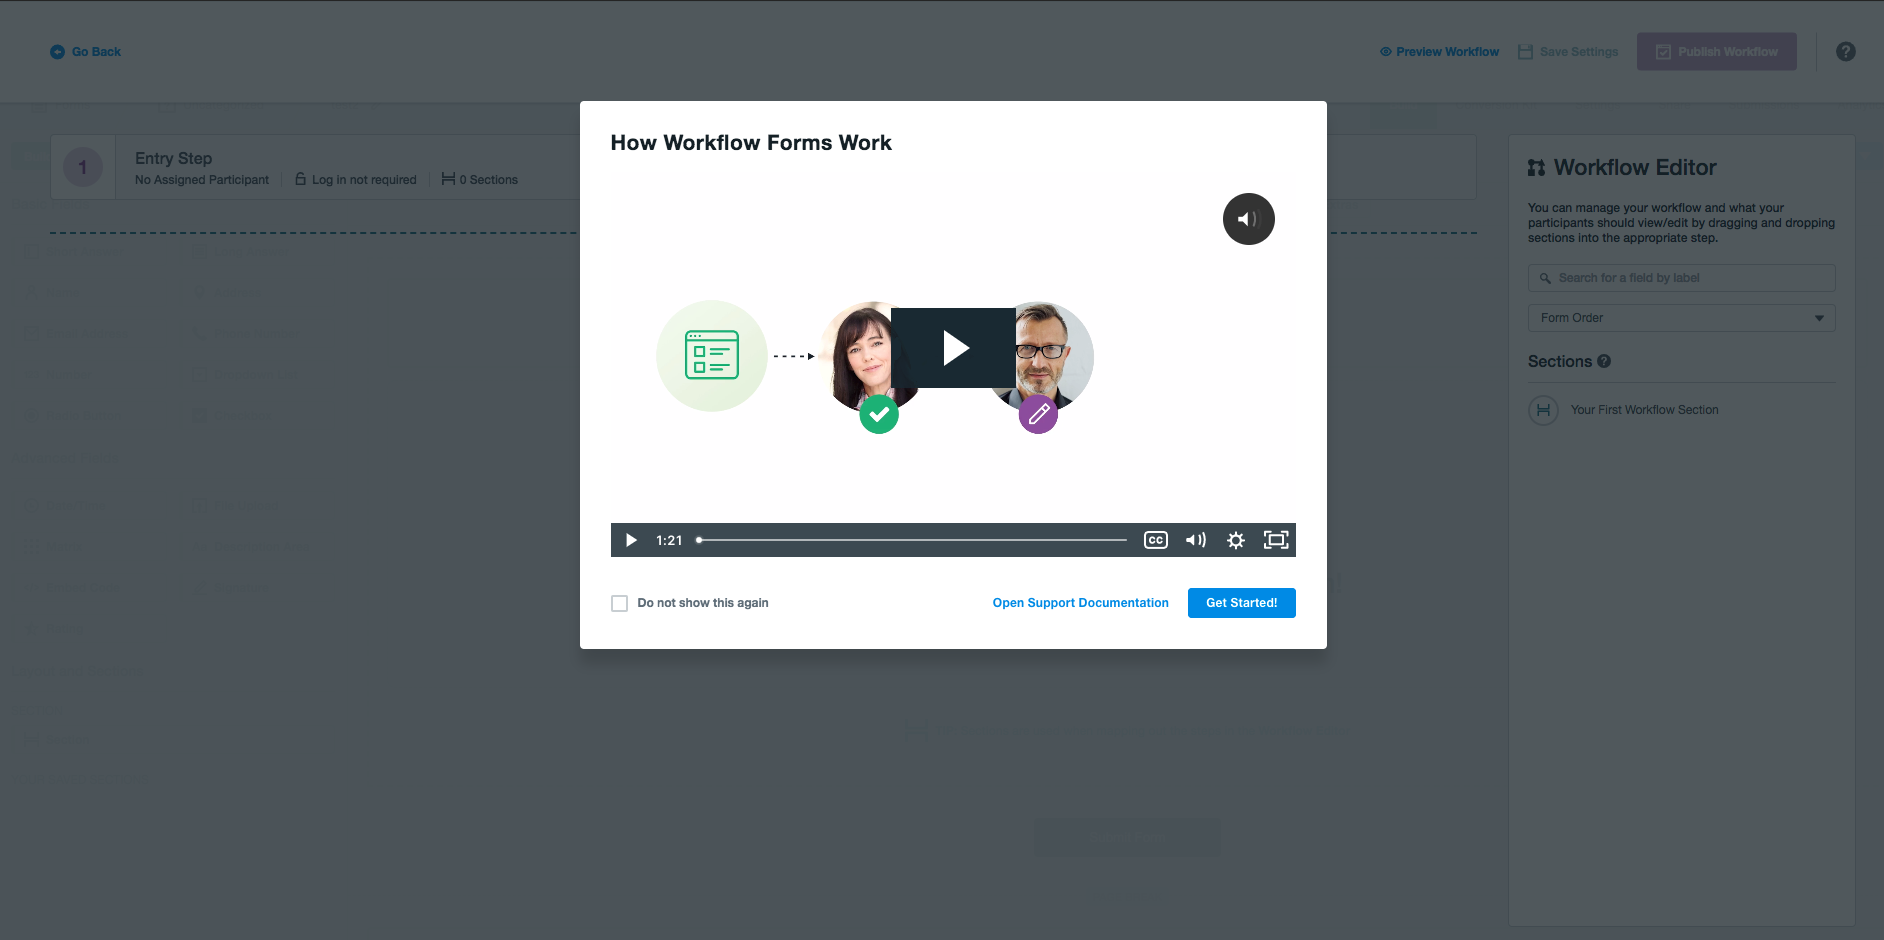 Go Back
Preview Workflow
Save Settings
Publish Workflow
?
How Workflow Forms Work
1
Entry Step
No Assigned Participant
Log in not required
0 Sections
Workflow Editor
You can manage your workflow and what your
participants should view/edit by dragging and dropping
sections into the appropriate step.
Search for a field by label
Form Order
Sections ?
Your First Workflow Section
1:21
CC
Do not show this again
Open Support Documentation
Get Started!